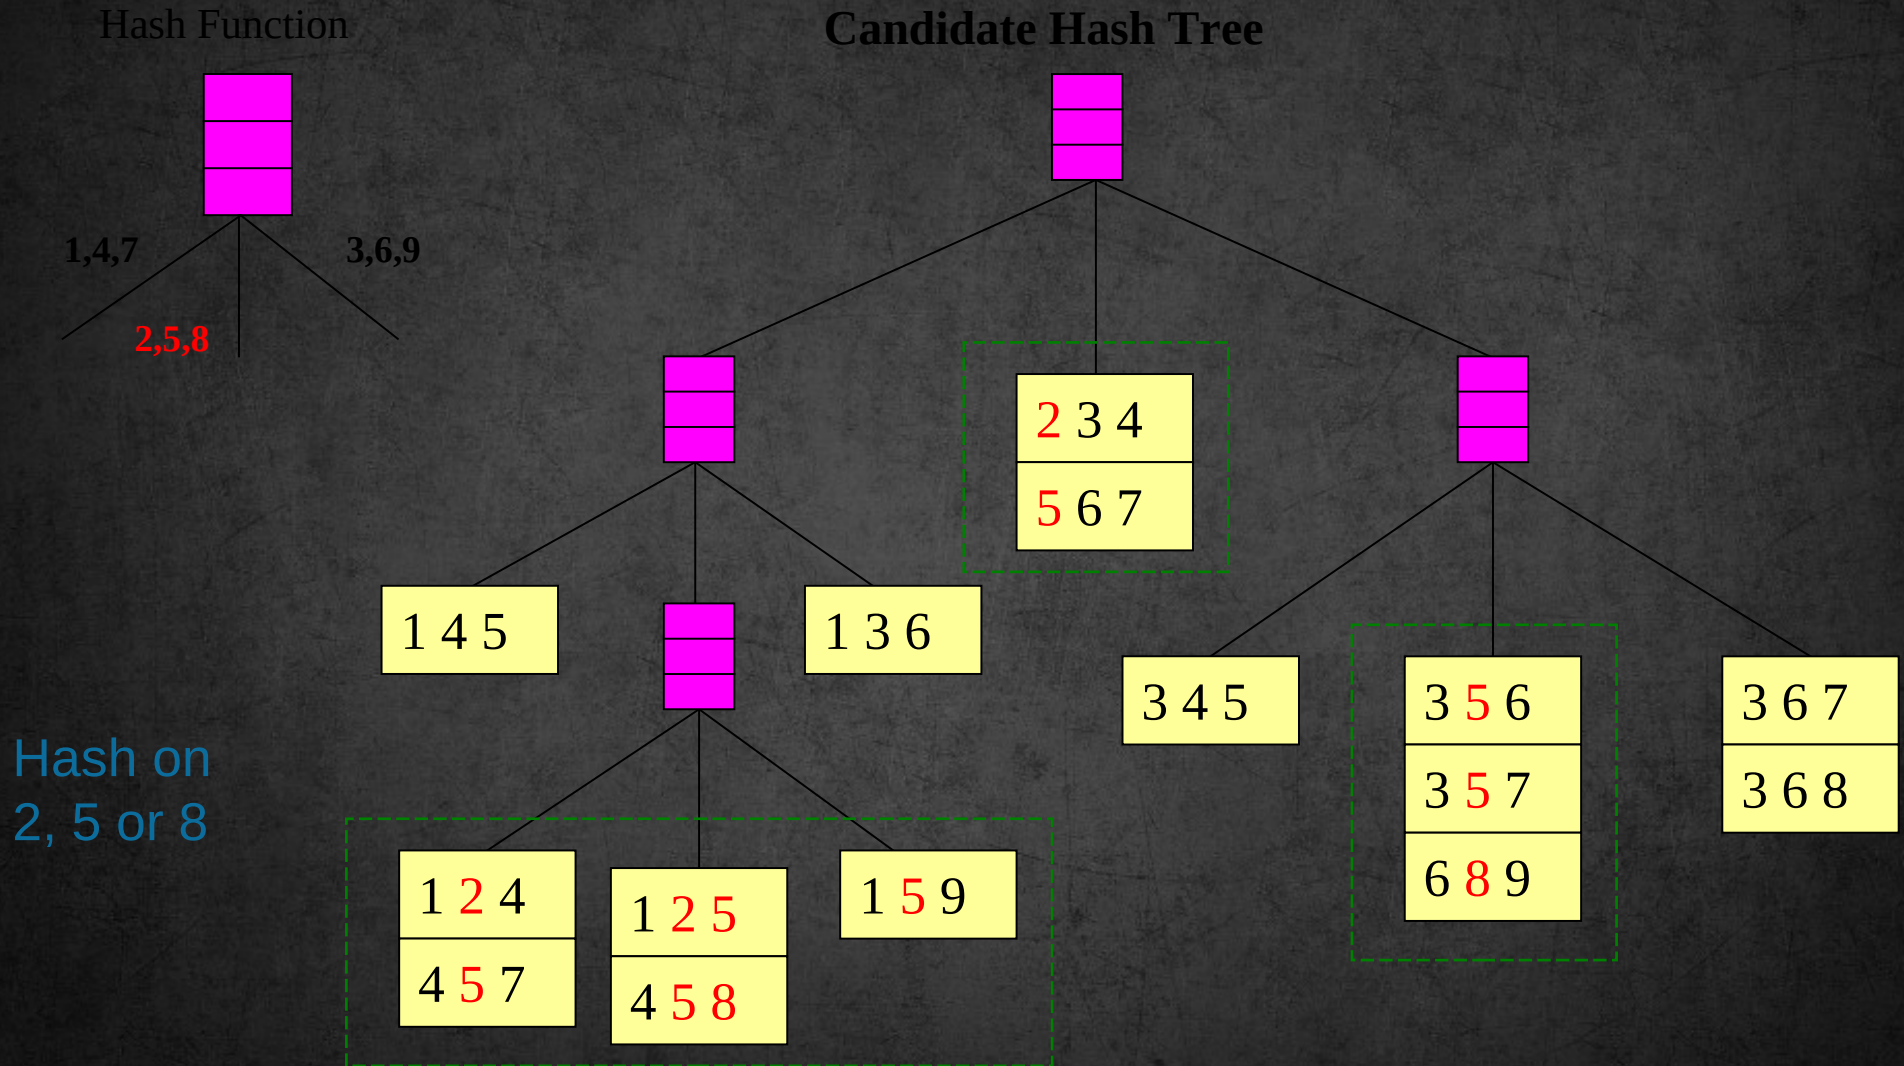 Hash Function
Candidate Hash Tree
1,4,7
3,6,9
2,5,8
2 3 4
5 6 7
1 4 5
1 3 6
3 4 5
3 5 6
3 5 7
6 8 9
3 6 7
3 6 8
Hash on
2, 5 or 8
1 2 4
4 5 7
1 2 5
4 5 8
1 5 9